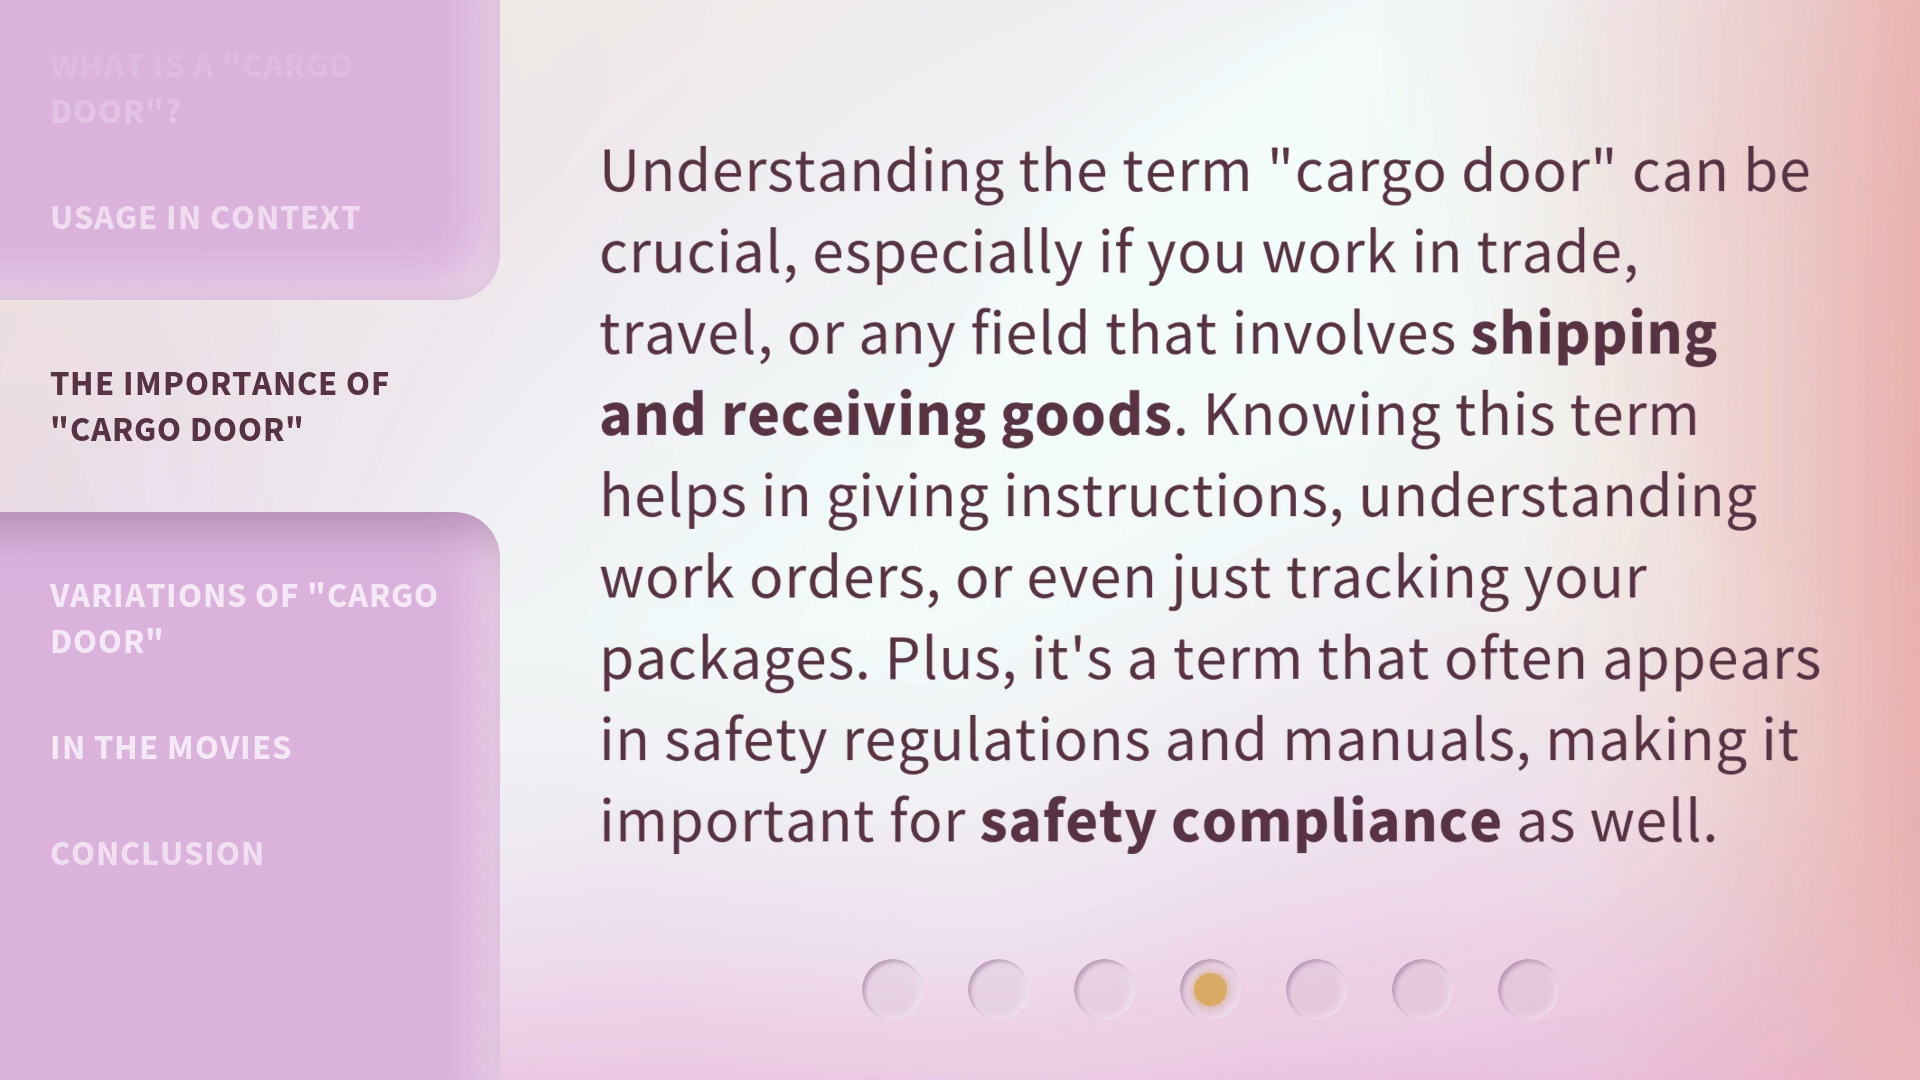 WHAT IS A "CARGO
DOOR"?
USAGE IN CONTEXT
THE IMPORTANCE OF
"CARGO DOOR"
VARIATIONS OF "CARGO
DOOR"
IN THE MOVIES
CONCLUSION
Understanding the term "cargo door" can be
crucial, especially if you work in trade,
travel, or any field that involves shipping
and receiving goods. Knowing this term
helps in giving instructions, understanding
work orders, or even just tracking your
packages. Plus, it's a term that often appears
in safety regulations and manuals, making it
important for safety compliance as well.